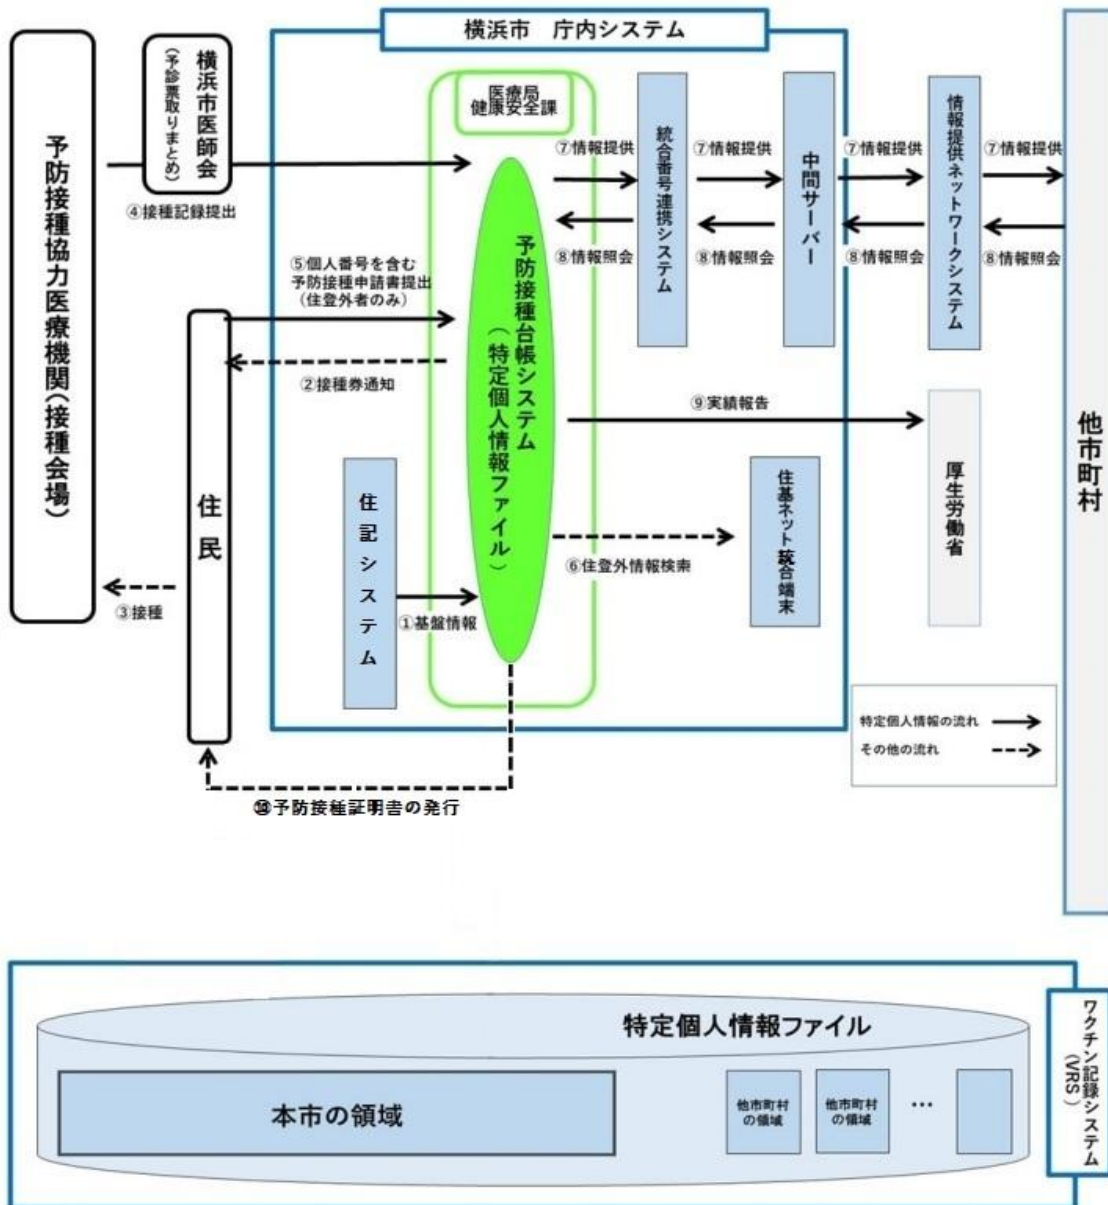 横浜市　庁内システム
予防接種協力医療機関（接種会場）
横浜市医師会
（予診票取りまとめ）
医療局
健康安全課
統合番号連携システム
中間サーバー
情報提供ネットワークシステム
他市町村
⑦情報提供
⑦情報提供
⑦情報提供
⑦情報提供
⑧情報照会
⑧情報照会
⑧情報照会
⑧情報照会
④接種記録提出
⑤個人番号を含む
予防接種申請書提出
（住登外者のみ）
②接種券通知
予防接種台帳システム
（特定個人情報ファイル）
⑨実績報告
厚生労働省
住民
住記システム
住基ネット統合端末
⑥住登外情報検索
③接種
①基盤情報
特定個人情報の流れ
その他の流れ
⑩予防接種証明書の発行
特定個人情報ファイル
ワクチン記録システム
（VRS）
本市の領域
他市町村
の領域
他市町村
の領域
…